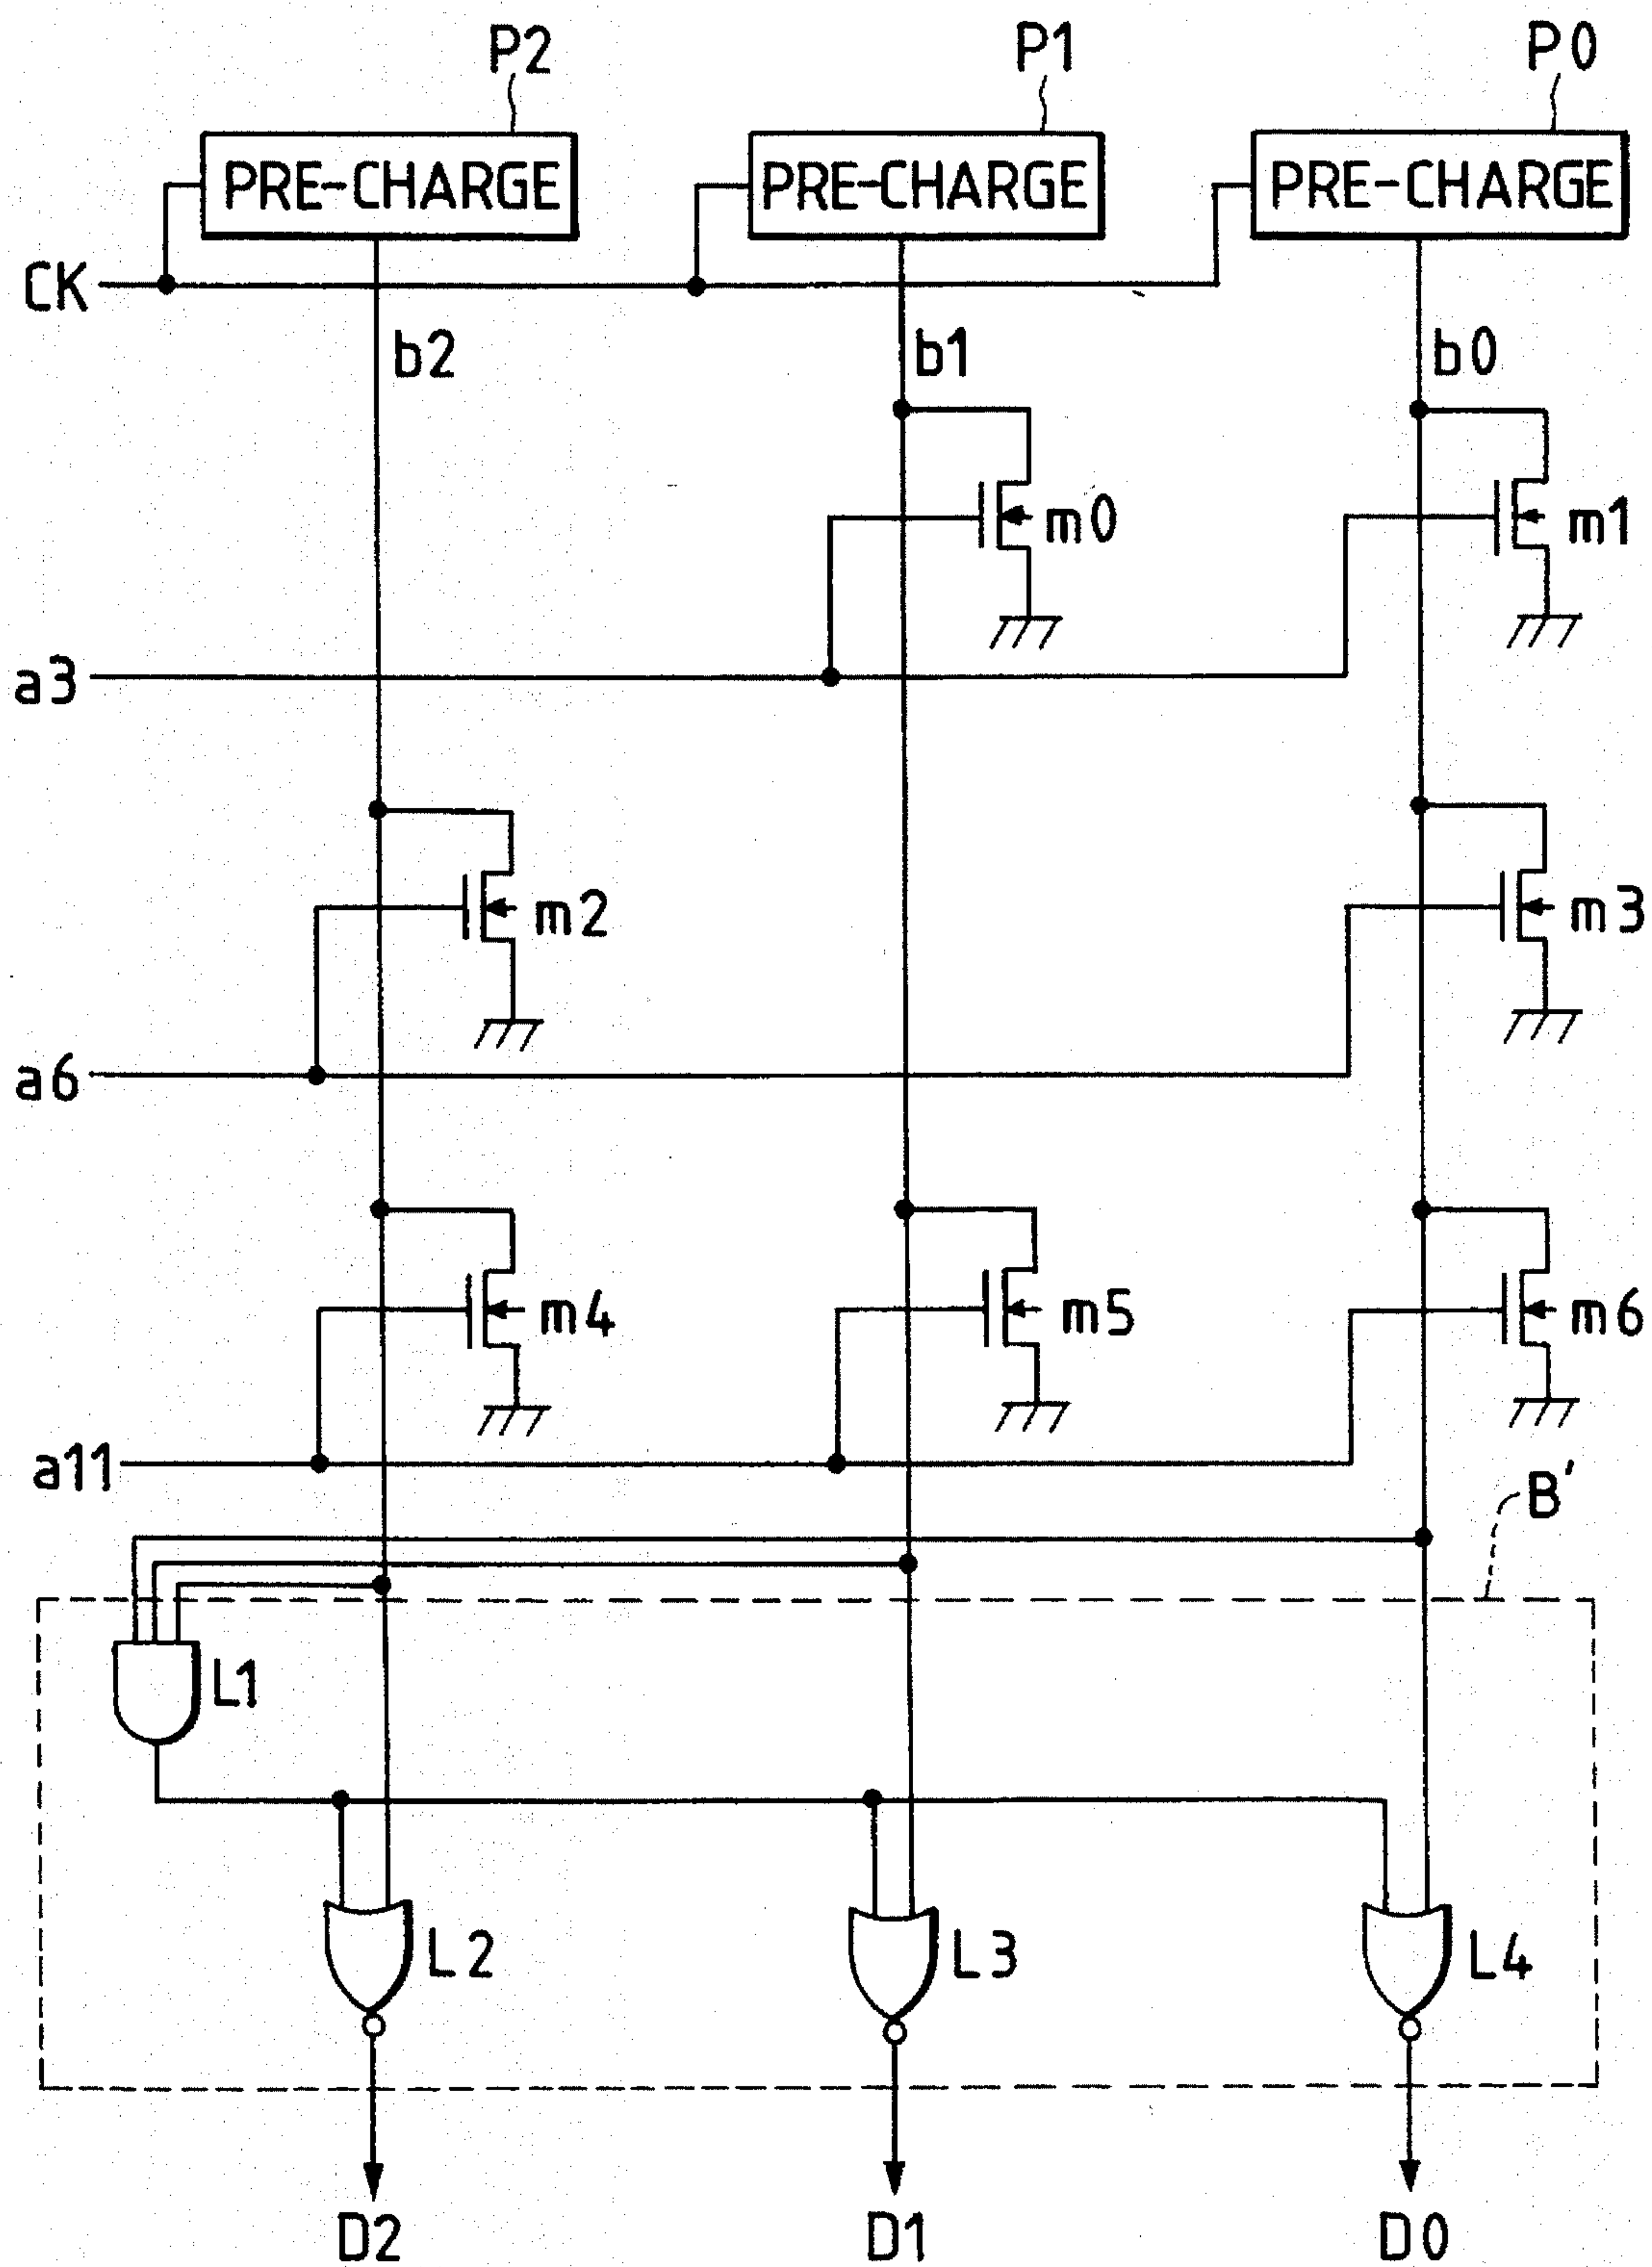 P2 P1 P0
PRE-CHARGE PRE-CHARGE PRE-CHARGE
CK
b2 b1 b0
m0 m1
a3
m2 m3
a6
m4 m5 m6
a11
B'
L1
L2 L3 L4
D2 D1 D0